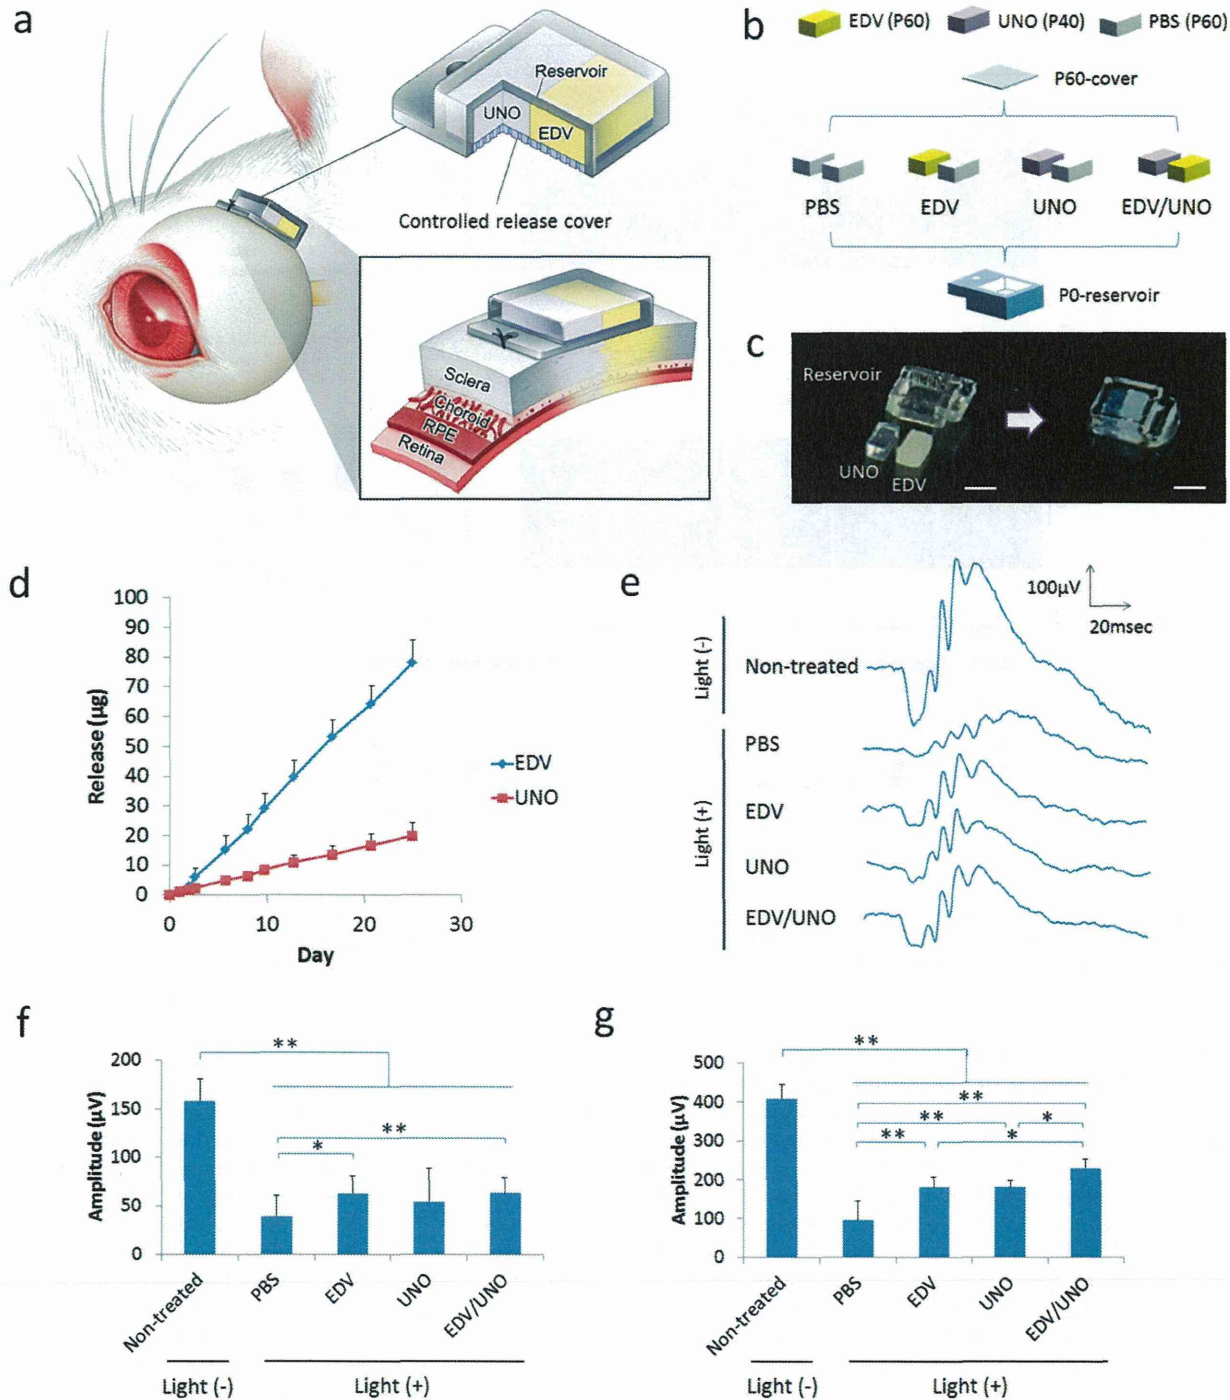 a
Reservoir
UNO
EDV
Controlled release cover
Sclera
Choroid
RPE
Retina
b
EDV (P60) UNO (P40) PBS (P60)
P60-cover
PBS EDV UNO EDV/UNO
P0-reservoir
c
Reservoir
UNO
EDV
d
100
90
80
70
60
50
40
30
20
10
0
Release (µg)
0 10 20 30
Day
EDV
UNO
e
100µV
20msec
Light (-)
Non-treated
Light (+)
PBS
EDV
UNO
EDV/UNO
f
Amplitude (µV)
200
150
100
50
0
**
**
*
Non-treated PBS EDV UNO EDV/UNO
Light (-) Light (+)
g
Amplitude (µV)
500
400
300
200
100
0
**
**
** *
** *
Non-treated PBS EDV UNO EDV/UNO
Light (-) Light (+)